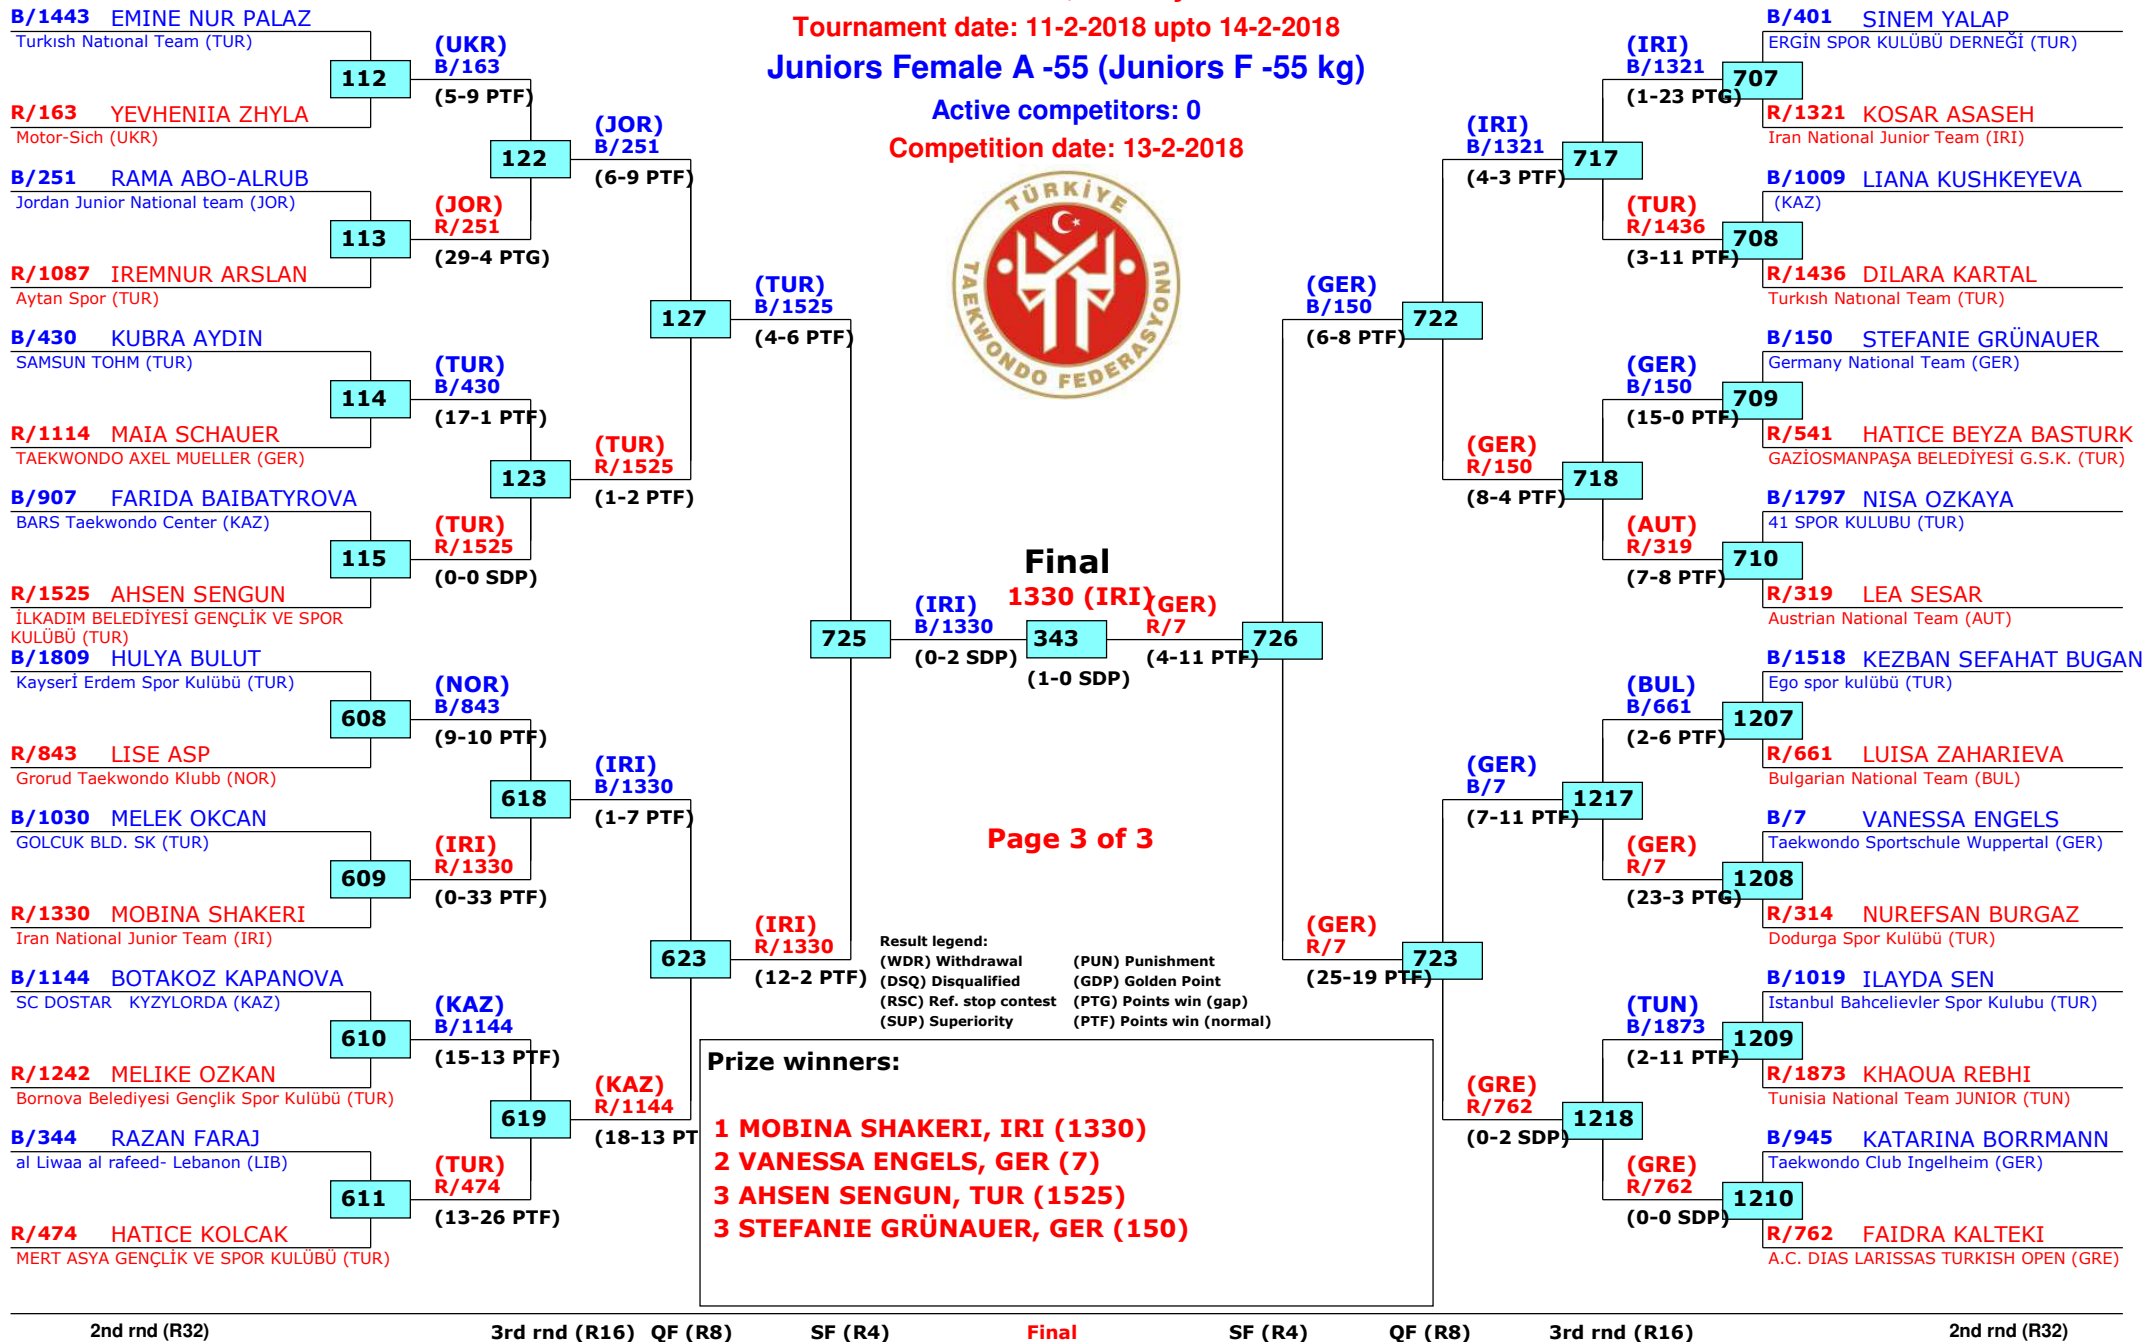 Tournament date: 11-2-2018 upto 14-2-2018
Juniors Female A -55 (Juniors F -55 kg)
Active competitors: 0
Competition date: 13-2-2018
TÜRKİYE TAEKWONDO FEDERASYONU
B/1443 EMINE NUR PALAZ
Turkısh Natıonal Team (TUR)
112
R/163 YEVHENIIA ZHYLA
Motor-Sich (UKR)
B/251 RAMA ABO-ALRUB
Jordan Junior National team (JOR)
113
R/1087 IREMNUR ARSLAN
Aytan Spor (TUR)
B/430 KUBRA AYDIN
SAMSUN TOHM (TUR)
114
R/1114 MAIA SCHAUER
TAEKWONDO AXEL MUELLER (GER)
B/907 FARIDA BAIBATYROVA
BARS Taekwondo Center (KAZ)
115
R/1525 AHSEN SENGUN
İLKADIM BELEDİYESİ GENÇLİK VE SPOR
KULÜBÜ (TUR)
B/1809 HULYA BULUT
Kayserİ Erdem Spor Kulübü (TUR)
608
R/843 LISE ASP
Grorud Taekwondo Klubb (NOR)
B/1030 MELEK OKCAN
GOLCUK BLD. SK (TUR)
609
R/1330 MOBINA SHAKERI
Iran National Junior Team (IRI)
B/1144 BOTAKOZ KAPANOVA
SC DOSTAR KYZYLORDA (KAZ)
610
R/1242 MELIKE OZKAN
Bornova Belediyesi Gençlik Spor Kulübü (TUR)
B/344 RAZAN FARAJ
al Liwaa al rafeed- Lebanon (LIB)
611
R/474 HATICE KOLCAK
MERT ASYA GENÇLİK VE SPOR KULÜBÜ (TUR)
(UKR)
B/163
(5-9 PTF)
122
(JOR)
R/251
(29-4 PTG)
(TUR)
B/430
(17-1 PTF)
123
(TUR)
R/1525
(0-0 SDP)
(NOR)
B/843
(9-10 PTF)
618
(IRI)
R/1330
(0-33 PTF)
(KAZ)
B/1144
(15-13 PTF)
619
(TUR)
R/474
(13-26 PTF)
(JOR)
B/251
(6-9 PTF)
127
(TUR)
R/1525
(1-2 PTF)
(IRI)
B/1330
(1-7 PTF)
623
(KAZ)
R/1144
(18-13 PT
(TUR)
B/1525
(4-6 PTF)
725
(IRI)
R/1330
(12-2 PTF)
Final
1330 (IRI)
(IRI)
B/1330
(0-2 SDP)
343
(1-0 SDP)
(GER)
R/7
(4-11 PTF)
726
Page 3 of 3
(GER)
B/150
(6-8 PTF)
722
(GER)
R/7
(25-19 PTF)
723
(IRI)
B/1321
(4-3 PTF)
717
(GER)
R/150
(8-4 PTF)
718
(GER)
B/7
(7-11 PTF)
1217
(GRE)
R/762
(0-2 SDP)
1218
(IRI)
B/1321
(1-23 PTG)
707
(TUR)
R/1436
(3-11 PTF)
708
(GER)
B/150
(15-0 PTF)
709
(AUT)
R/319
(7-8 PTF)
710
(BUL)
B/661
(2-6 PTF)
1207
(GER)
R/7
(23-3 PTG)
1208
(TUN)
B/1873
(2-11 PTF)
1209
(GRE)
R/762
(0-0 SDP)
1210
B/401 SINEM YALAP
ERGİN SPOR KULÜBÜ DERNEĞİ (TUR)
R/1321 KOSAR ASASEH
Iran National Junior Team (IRI)
B/1009 LIANA KUSHKEYEVA
(KAZ)
R/1436 DILARA KARTAL
Turkısh Natıonal Team (TUR)
B/150 STEFANIE GRÜNAUER
Germany National Team (GER)
R/541 HATICE BEYZA BASTURK
GAZİOSMANPAŞA BELEDİYESİ G.S.K. (TUR)
B/1797 NISA OZKAYA
41 SPOR KULUBU (TUR)
R/319 LEA SESAR
Austrian National Team (AUT)
B/1518 KEZBAN SEFAHAT BUGAN
Ego spor kulübü (TUR)
R/661 LUISA ZAHARIEVA
Bulgarian National Team (BUL)
B/7 VANESSA ENGELS
Taekwondo Sportschule Wuppertal (GER)
R/314 NUREFSAN BURGAZ
Dodurga Spor Kulübü (TUR)
B/1019 ILAYDA SEN
Istanbul Bahcelievler Spor Kulubu (TUR)
R/1873 KHAOUA REBHI
Tunisia National Team JUNIOR (TUN)
B/945 KATARINA BORRMANN
Taekwondo Club Ingelheim (GER)
R/762 FAIDRA KALTEKI
A.C. DIAS LARISSAS TURKISH OPEN (GRE)
Result legend:
(WDR) Withdrawal (PUN) Punishment
(DSQ) Disqualified (GDP) Golden Point
(RSC) Ref. stop contest (PTG) Points win (gap)
(SUP) Superiority (PTF) Points win (normal)
Prize winners:
1 MOBINA SHAKERI, IRI (1330)
2 VANESSA ENGELS, GER (7)
3 AHSEN SENGUN, TUR (1525)
3 STEFANIE GRÜNAUER, GER (150)
2nd rnd (R32) 3rd rnd (R16) QF (R8) SF (R4) Final SF (R4) QF (R8) 3rd rnd (R16) 2nd rnd (R32)